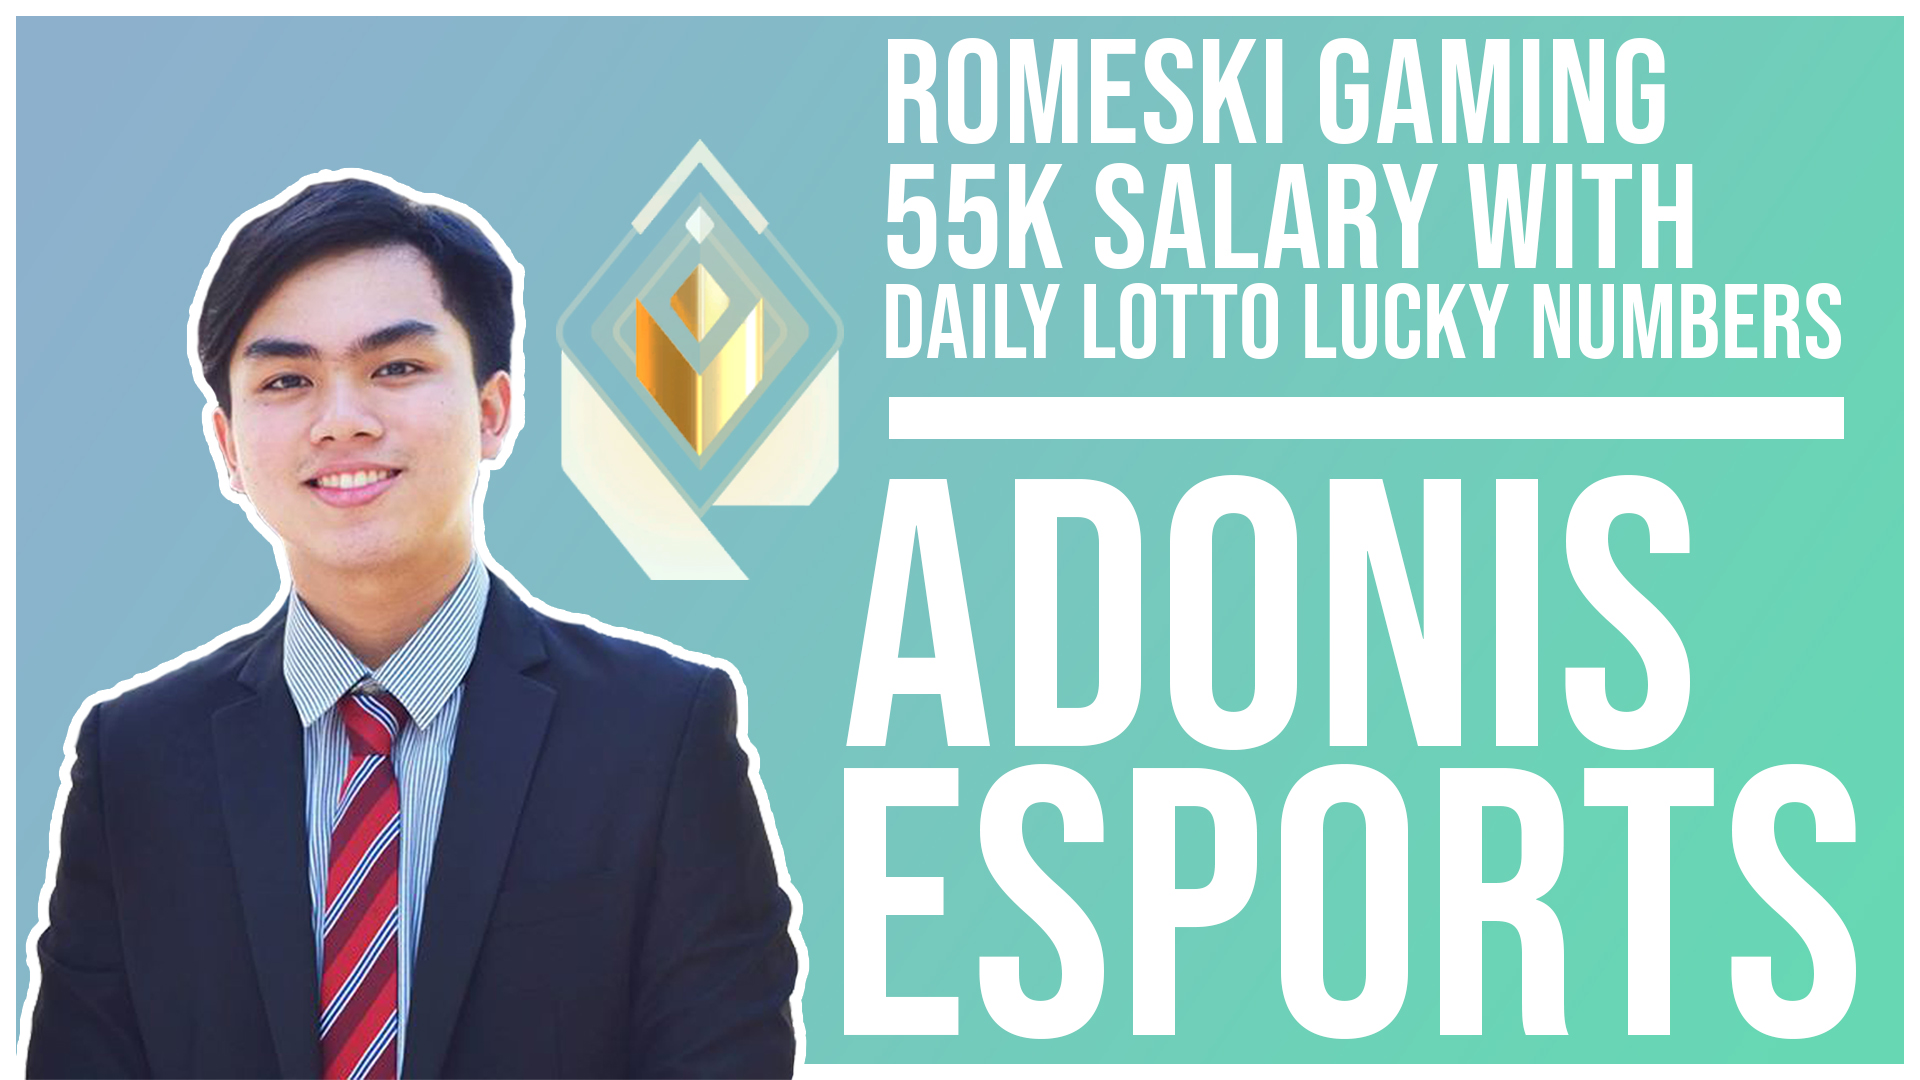 ROMESKI GAMING
55K SALARY WITH
DAILY LOTTO LUCKY NUMBERS
ADONIS
ESPORTS